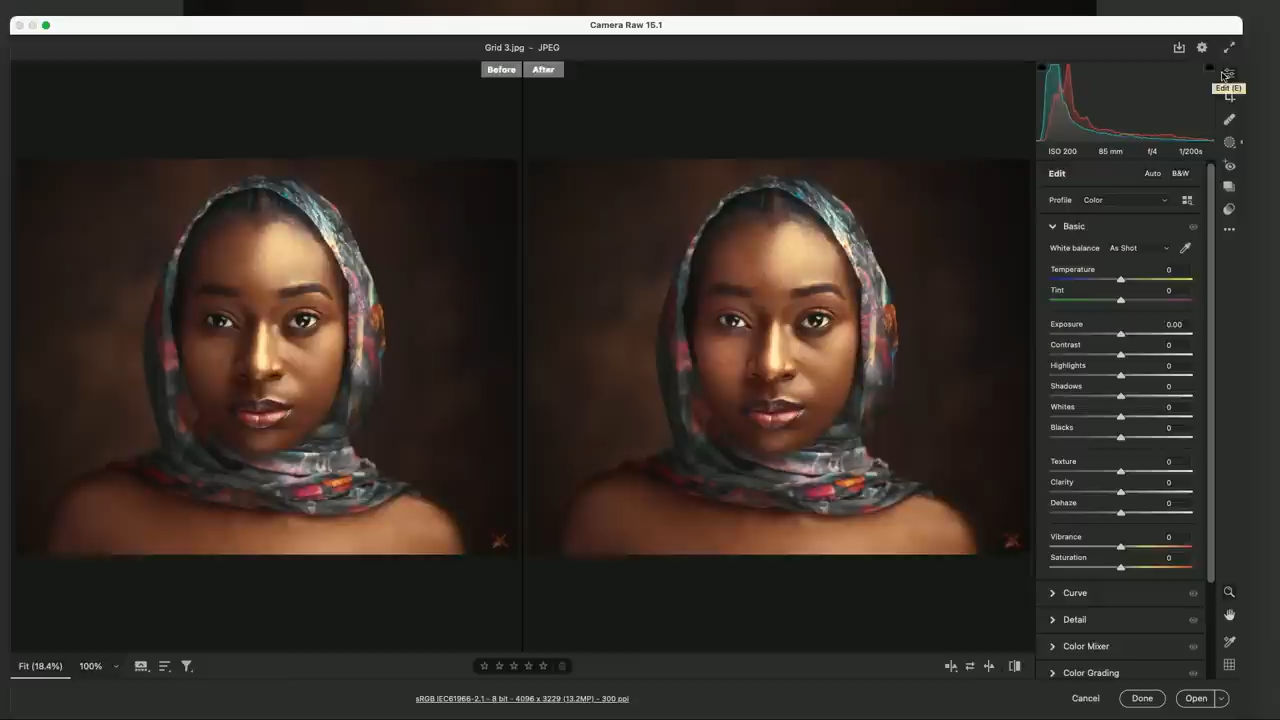 Camera Raw 15.1
Grid 3.jpg – JPEG
Before After
Edit (E)
ISO 200 85 mm f/4 1/200s
Edit Auto B&W
Profile Color
Basic
White balance As Shot
Temperature 0
Tint 0
Exposure 0.00
Contrast 0
Highlights 0
Shadows 0
Whites 0
Blacks 0
Texture 0
Clarity 0
Dehaze 0
Vibrance 0
Saturation 0
Curve
Detail
Color Mixer
Color Grading
Fit (18.4%) 100%
sRGB IEC61966-2.1 - 8 bit - 4096 x 3229 (13.2MP) - 300 ppi
Cancel Done Open